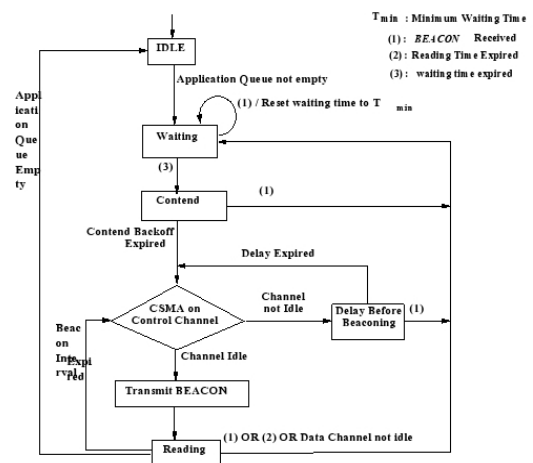 T min : Minimum Waiting Time
(1) : BEACON Received
(2) : Reading Time Expired
(3) : waiting time expired
IDLE
Application Queue not empty
(1) / Reset waiting time to T min
Waiting
(3)
Contend
(1)
Contend Backoff
Expired
Delay Expired
CSMA on
Control Channel
Channel
not Idle
Delay Before
Beaconing
(1)
Channel Idle
Transmit BEACON
Reading
(1) OR (2) OR Data Channel not idle
Appl
icati
on
Que
ue
Emp
ty
Beac
on
Inte
rval
Expi
red